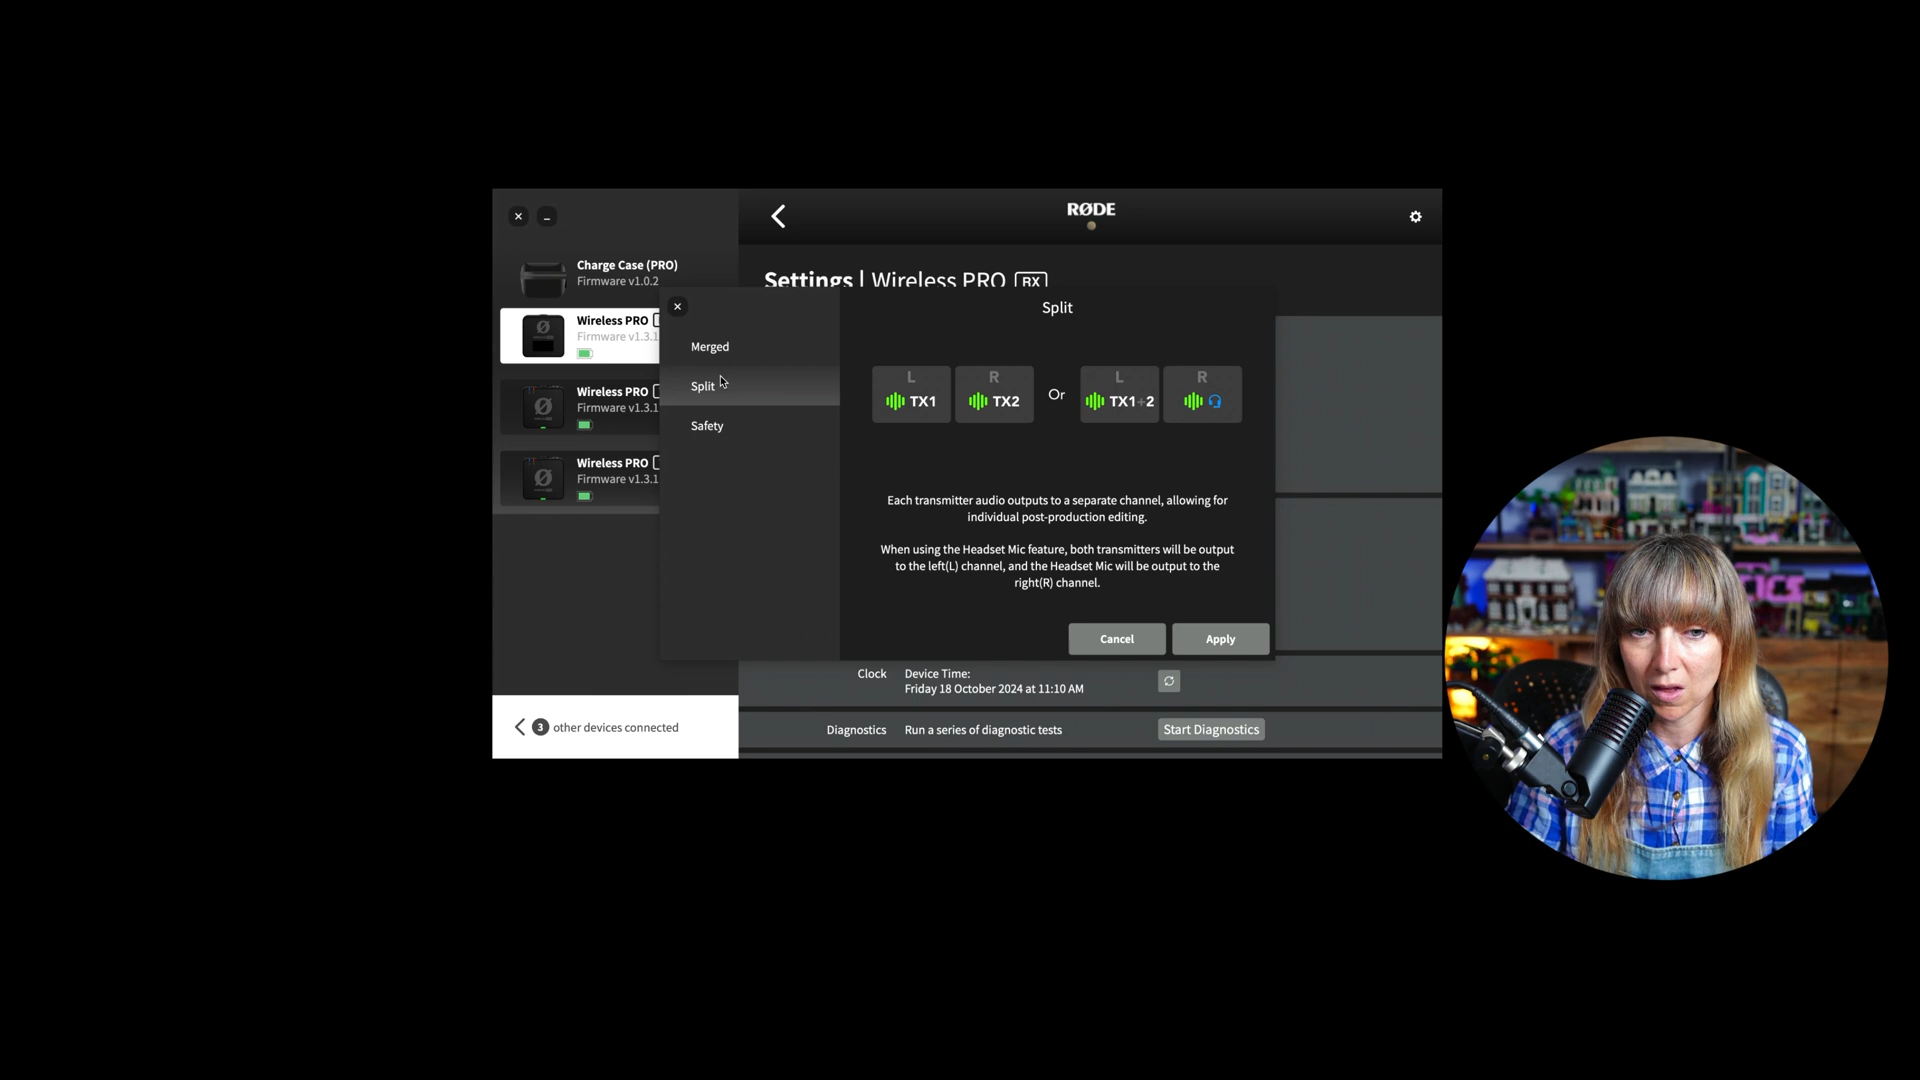 RØDE
Settings | Wireless PRO RX
Charge Case (PRO)
Firmware v1.0.2
Wireless PRO
Firmware v1.3.1
Wireless PRO
Firmware v1.3.1
Wireless PRO
Firmware v1.3.1
3 other devices connected
Merged
Split
Safety
Split
L
TX1
R
TX2
Or
L
TX1+2
R
Each transmitter audio outputs to a separate channel, allowing for
individual post-production editing.
When using the Headset Mic feature, both transmitters will be output
to the left(L) channel, and the Headset Mic will be output to the
right(R) channel.
Cancel
Apply
Clock
Device Time:
Friday 18 October 2024 at 11:10 AM
Diagnostics
Run a series of diagnostic tests
Start Diagnostics